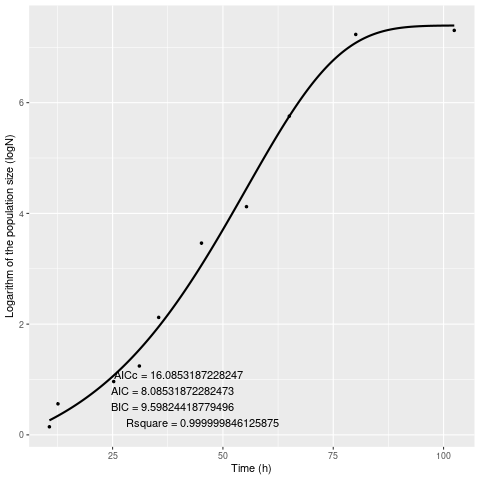 Logarithm of the population size (logN)
6
4
2
0
AICc = 16.0853187228247
AIC = 8.08531872282473
BIC = 9.59824418779496
Rsquare = 0.999999846125875
25
50
75
100
Time (h)